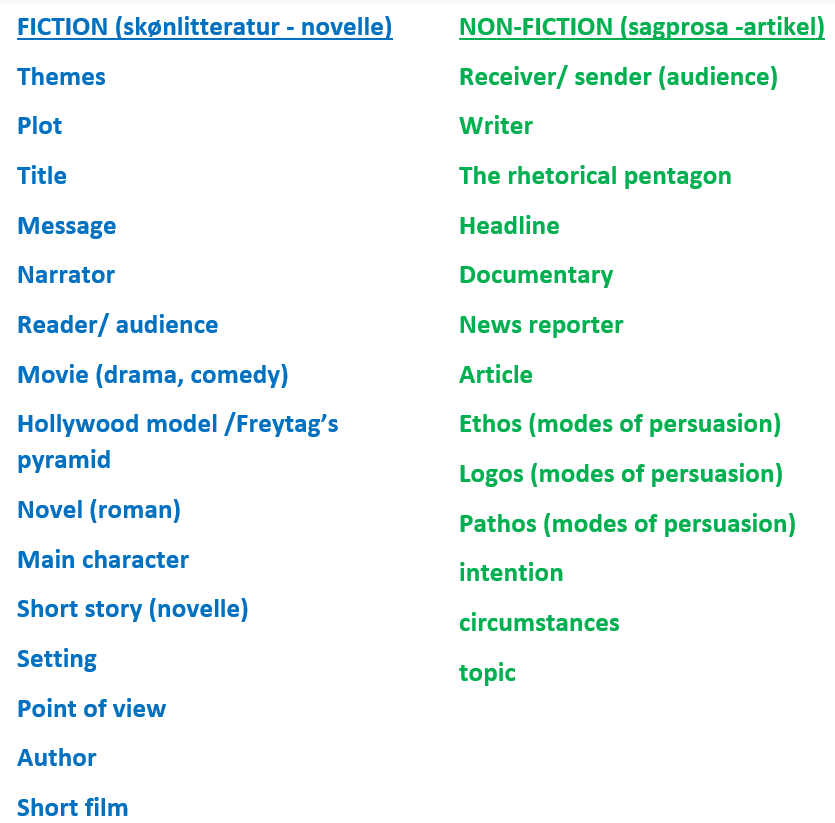 FICTION (skønlitteratur - novelle)
Themes
Plot
Title
Message
Narrator
Reader/ audience
Movie (drama, comedy)
Hollywood model /Freytag’s
pyramid
Novel (roman)
Main character
Short story (novelle)
Setting
Point of view
Author
Short film
NON-FICTION (sagprosa -artikel)
Receiver/ sender (audience)
Writer
The rhetorical pentagon
Headline
Documentary
News reporter
Article
Ethos (modes of persuasion)
Logos (modes of persuasion)
Pathos (modes of persuasion)
intention
circumstances
topic